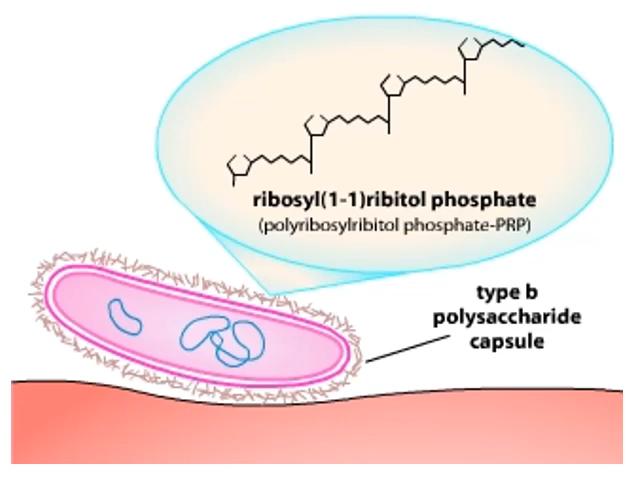 ribosyl(1-1)ribitol phosphate
(polyribosylribitol phosphate-PRP)
type b
polysaccharide
capsule